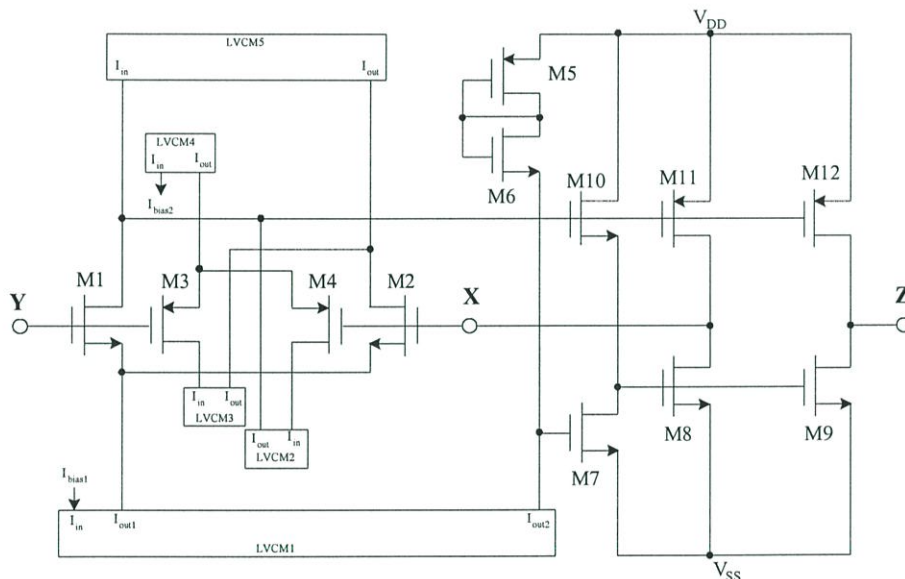 V_DD
LVCM5
I_in I_out
M5
LVCM4
I_in I_out
I_bias2
M6
M10 M11 M12
M1 M3 M4 M2
Y X Z
I_in I_out
LVCM3
I_out I_in
LVCM2
M7 M8 M9
I_bias1
I_in I_out1 I_out2
LVCM1
V_SS